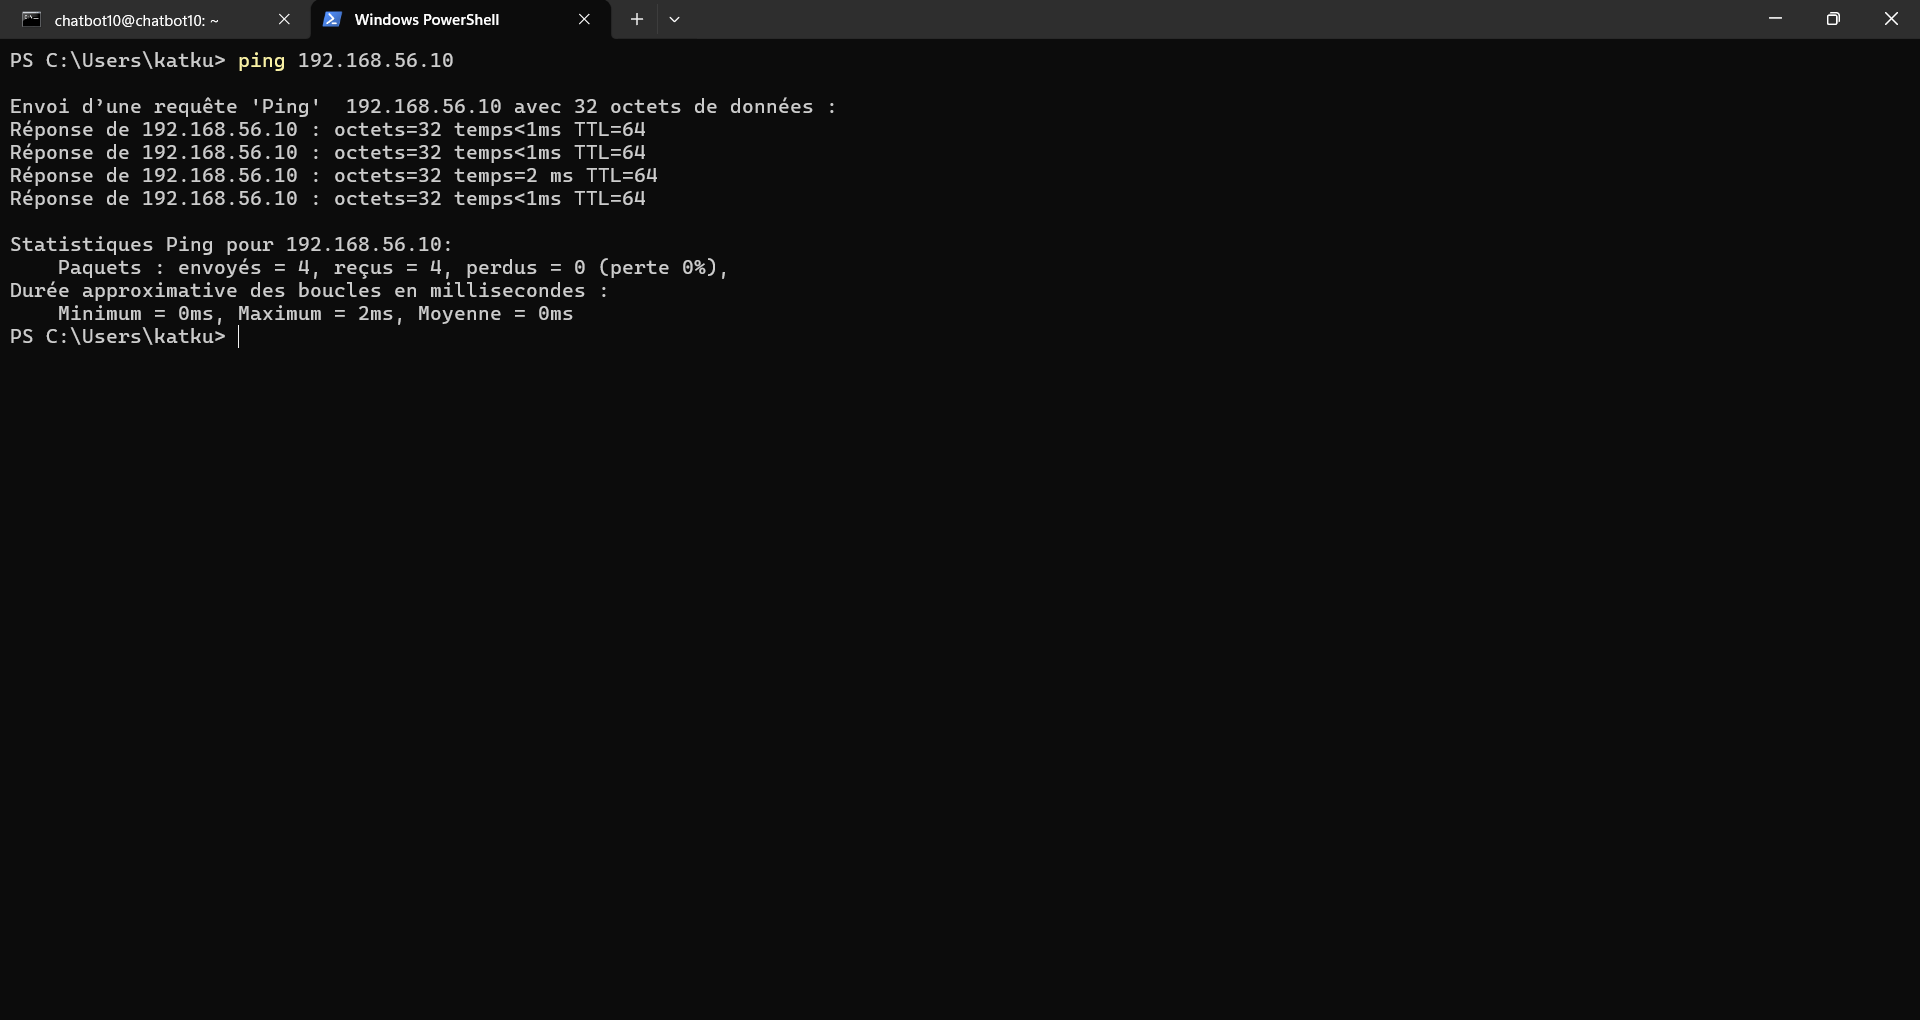 chatbot10@chatbot10: ~
Windows PowerShell
PS C:\Users\katku> ping 192.168.56.10
Envoi d’une requête 'Ping'  192.168.56.10 avec 32 octets de données :
Réponse de 192.168.56.10 : octets=32 temps<1ms TTL=64
Réponse de 192.168.56.10 : octets=32 temps<1ms TTL=64
Réponse de 192.168.56.10 : octets=32 temps=2 ms TTL=64
Réponse de 192.168.56.10 : octets=32 temps<1ms TTL=64
Statistiques Ping pour 192.168.56.10:
    Paquets : envoyés = 4, reçus = 4, perdus = 0 (perte 0%),
Durée approximative des boucles en millisecondes :
    Minimum = 0ms, Maximum = 2ms, Moyenne = 0ms
PS C:\Users\katku>